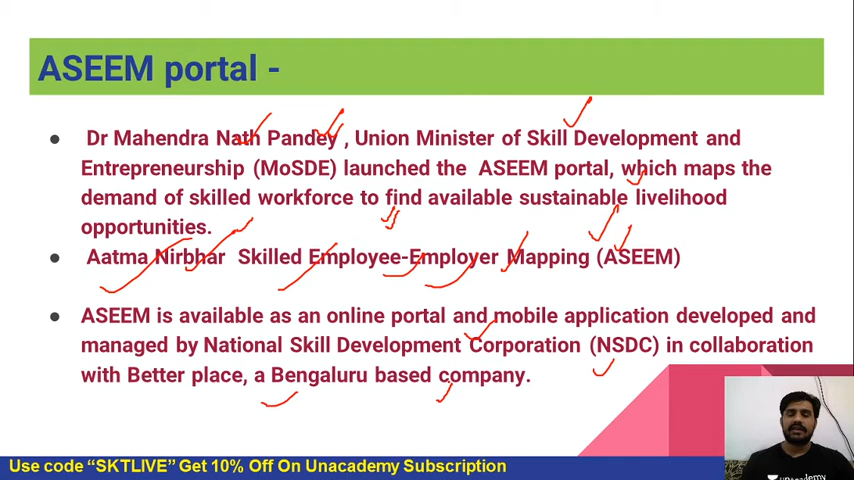 ASEEM portal -
● Dr Mahendra Nath Pandey , Union Minister of Skill Development and
Entrepreneurship (MoSDE) launched the ASEEM portal, which maps the
demand of skilled workforce to find available sustainable livelihood
opportunities.
● Aatma Nirbhar Skilled Employee-Employer Mapping (ASEEM)
● ASEEM is available as an online portal and mobile application developed and
managed by National Skill Development Corporation (NSDC) in collaboration
with Better place, a Bengaluru based company.
unacademy
Use code “SKTLIVE” Get 10% Off On Unacademy Subscription